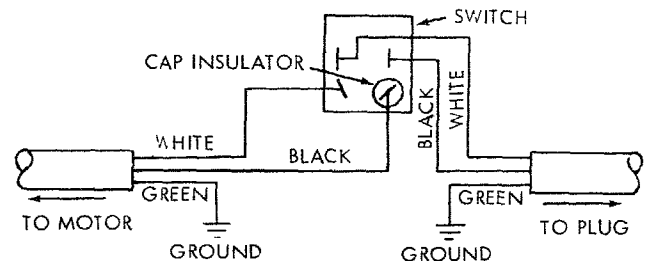 SWITCH
CAP INSULATOR
WHITE
BLACK
BLACK
WHITE
GREEN
GREEN
TO MOTOR
TO PLUG
GROUND
GROUND